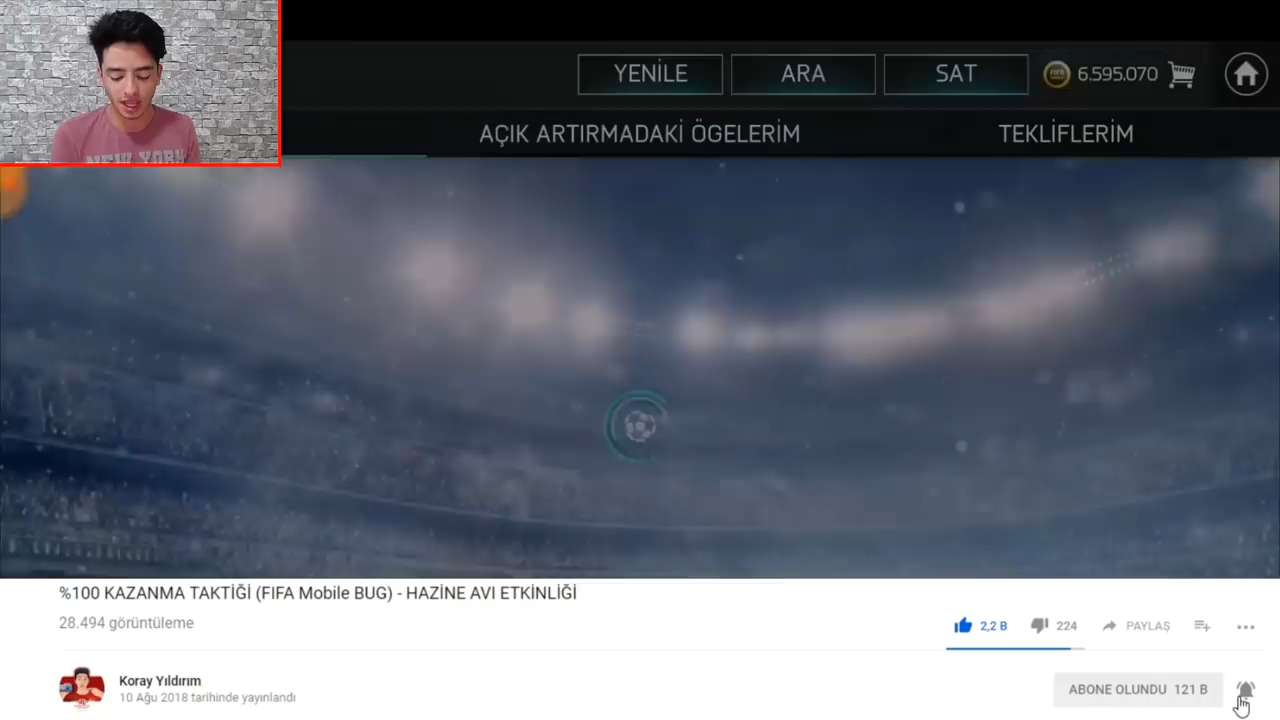 YENİLE ARA SAT 6.595.070
AÇIK ARTIRMADAKİ ÖGELERİM TEKLİFLERİM
NEW YORK
%100 KAZANMA TAKTİĞİ (FIFA Mobile BUG) - HAZİNE AVI ETKİNLİĞİ
28.494 görüntüleme
2,2 B 224 PAYLAŞ
Koray Yıldırım
10 Ağu 2018 tarihinde yayınlandı
ABONE OLUNDU 121 B